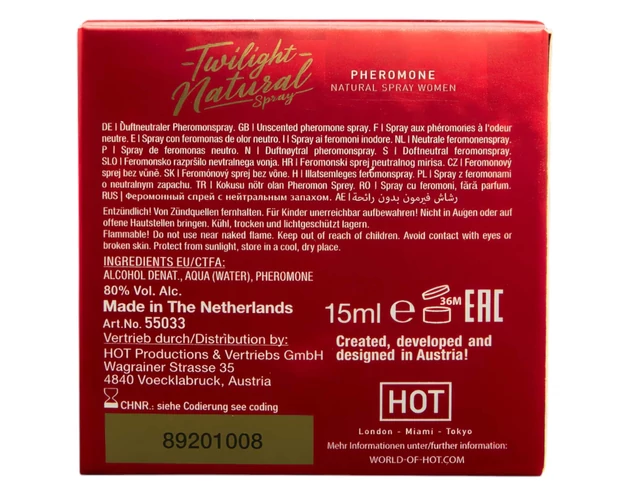 Twilight
Natural
Spray
PHEROMONE
NATURAL SPRAY WOMEN
DE I Duftneutraler Pheromonspray. GB I Unscented pheromone spray. F I Spray aux phéromones à l'odeur
neutre. E I Spray con feromonas de olor neutro. I I Spray ai feromoni inodore. NL I Neutrale feromonenspray.
P I Spray de feromonas neutro. N I Duftnøytral pheromonspray. S I Doftneutral feromonspray.
SLO I Feromonsko razpršilo nevtralnega vonja. HR I Feromonski sprej neutralnog mirisa. CZ I Feromonový
sprej bez vůně. SK I Feromónový sprej bez vône. H I Illatsemleges feromonspray. PL I Spray z feromonami
o neutralnym zapachu. TR I Kokusu nötr olan Pheromon Sprey. RO I Spray cu feromoni, fără parfum.
RUS I Феромонный спрей с нейтральным запахом. AE I رشاش فيرمون بدون رائحة
Entzündlich! Von Zündquellen fernhalten. Für Kinder unerreichbar aufbewahren! Nicht in Augen oder auf
offene Hautstellen bringen. Kühl, trocken und lichtgeschützt lagern.
Flammable! Do not use near naked flame. Keep out of reach of children. Avoid contact with eyes or
broken skin. Protect from sunlight, store in a cool, dry place.
INGREDIENTS EU/CTFA:
ALCOHOL DENAT., AQUA (WATER), PHEROMONE
80% Vol. Alc.
Made in The Netherlands
Art.No. 55033
15ml e 36M EAC
Vertrieb durch/Distribution by:
HOT Productions & Vertriebs GmbH
Wagrainer Strasse 35
4840 Voecklabruck, Austria
Created, developed and
designed in Austria!
CHNR.: siehe Codierung see coding
89201008
HOT
London - Miami - Tokyo
Mehr Informationen unter/further information:
WORLD-OF-HOT.COM